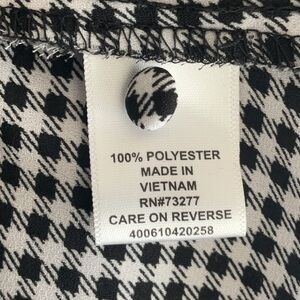 100% POLYESTER
MADE IN
VIETNAM
RN#73277
CARE ON REVERSE
400610420258